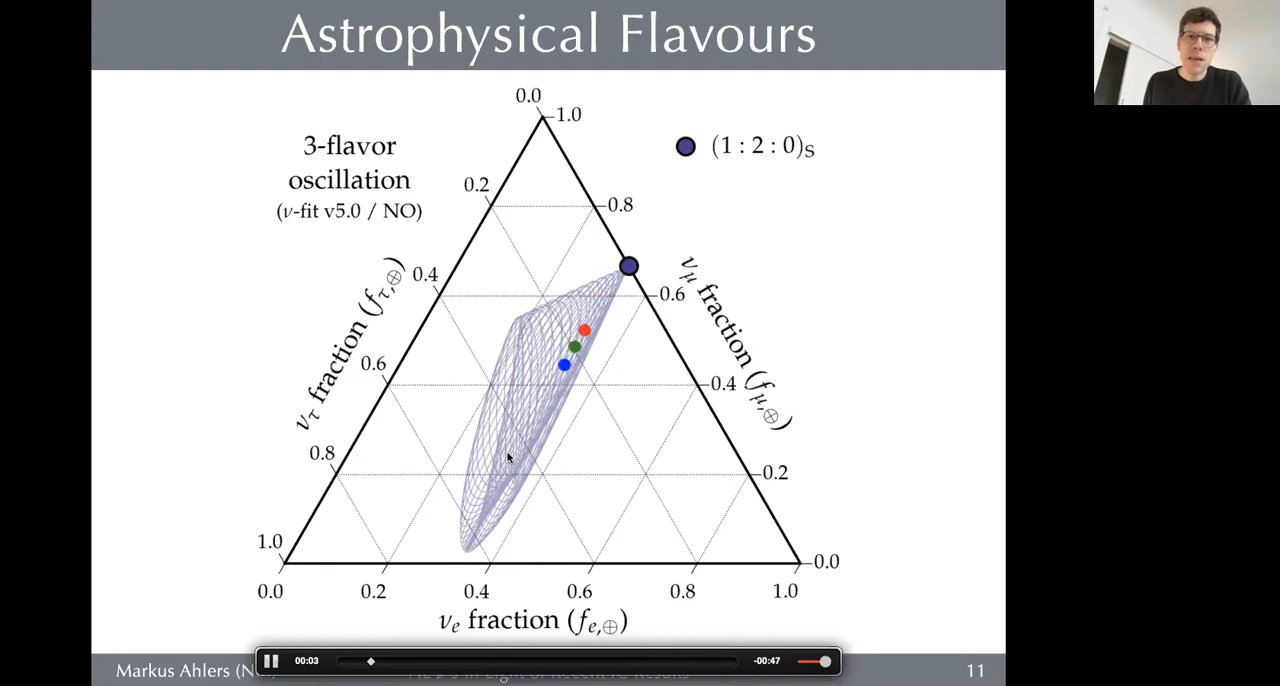 Astrophysical Flavours
3-flavor
oscillation
(ν-fit v5.0 / NO)
(1 : 2 : 0)S
0.0
1.0
0.2
0.8
0.4
0.6
0.6
0.4
0.8
0.2
1.0
0.0
0.0
0.2
0.4
0.6
0.8
1.0
ντ fraction (fτ,⊕)
νμ fraction (fμ,⊕)
νe fraction (fe,⊕)
00:03
-00:47
Markus Ahlers
11